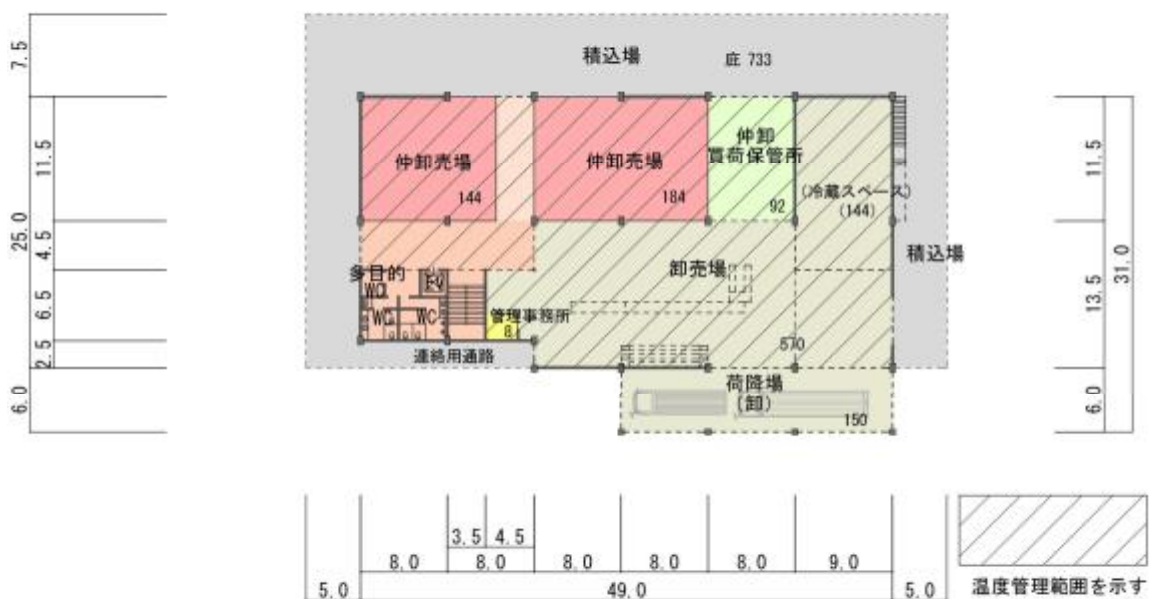 積込場
庇 733
7.5
仲卸売場
144
仲卸売場
184
仲卸
買荷保管所
92
(冷蔵スペース)
(144)
積込場
11.5
25.0
4.5
6.5
2.5
6.0
11.5
13.5
31.0
6.0
多目的
WC
EV
WC
WC
管理事務所
8
卸売場
570
連絡用通路
荷降場
(卸)
150
3.5 4.5
8.0 8.0 8.0 8.0 8.0 9.0
5.0 49.0 5.0
温度管理範囲を示す